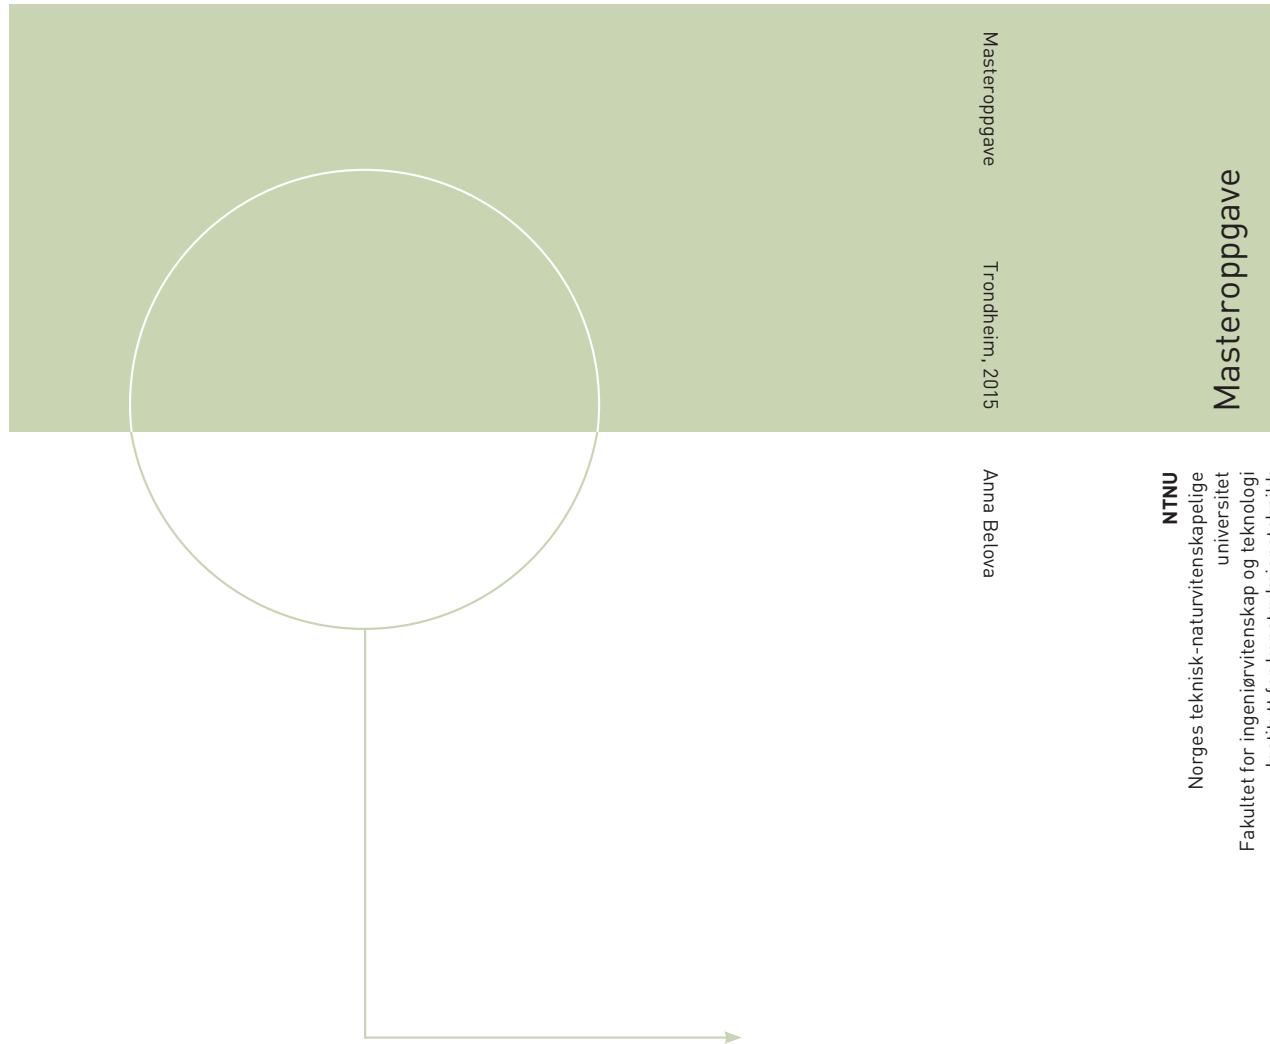 Masteroppgave
Trondheim, 2015
Anna Belova
Masteroppgave
NTNU
Norges teknisk-naturvitenskapelige
universitet
Fakultet for ingeniørvitenskap og teknologi